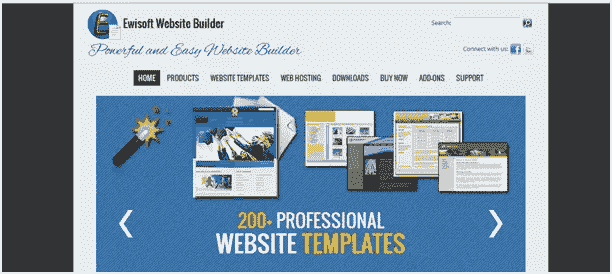 Ewisoft Website Builder
Search:
Powerful and Easy Website Builder
Connect with us:
HOME PRODUCTS WEBSITE TEMPLATES WEB HOSTING DOWNLOADS BUY NOW ADD-ONS SUPPORT
200+ PROFESSIONAL
WEBSITE TEMPLATES